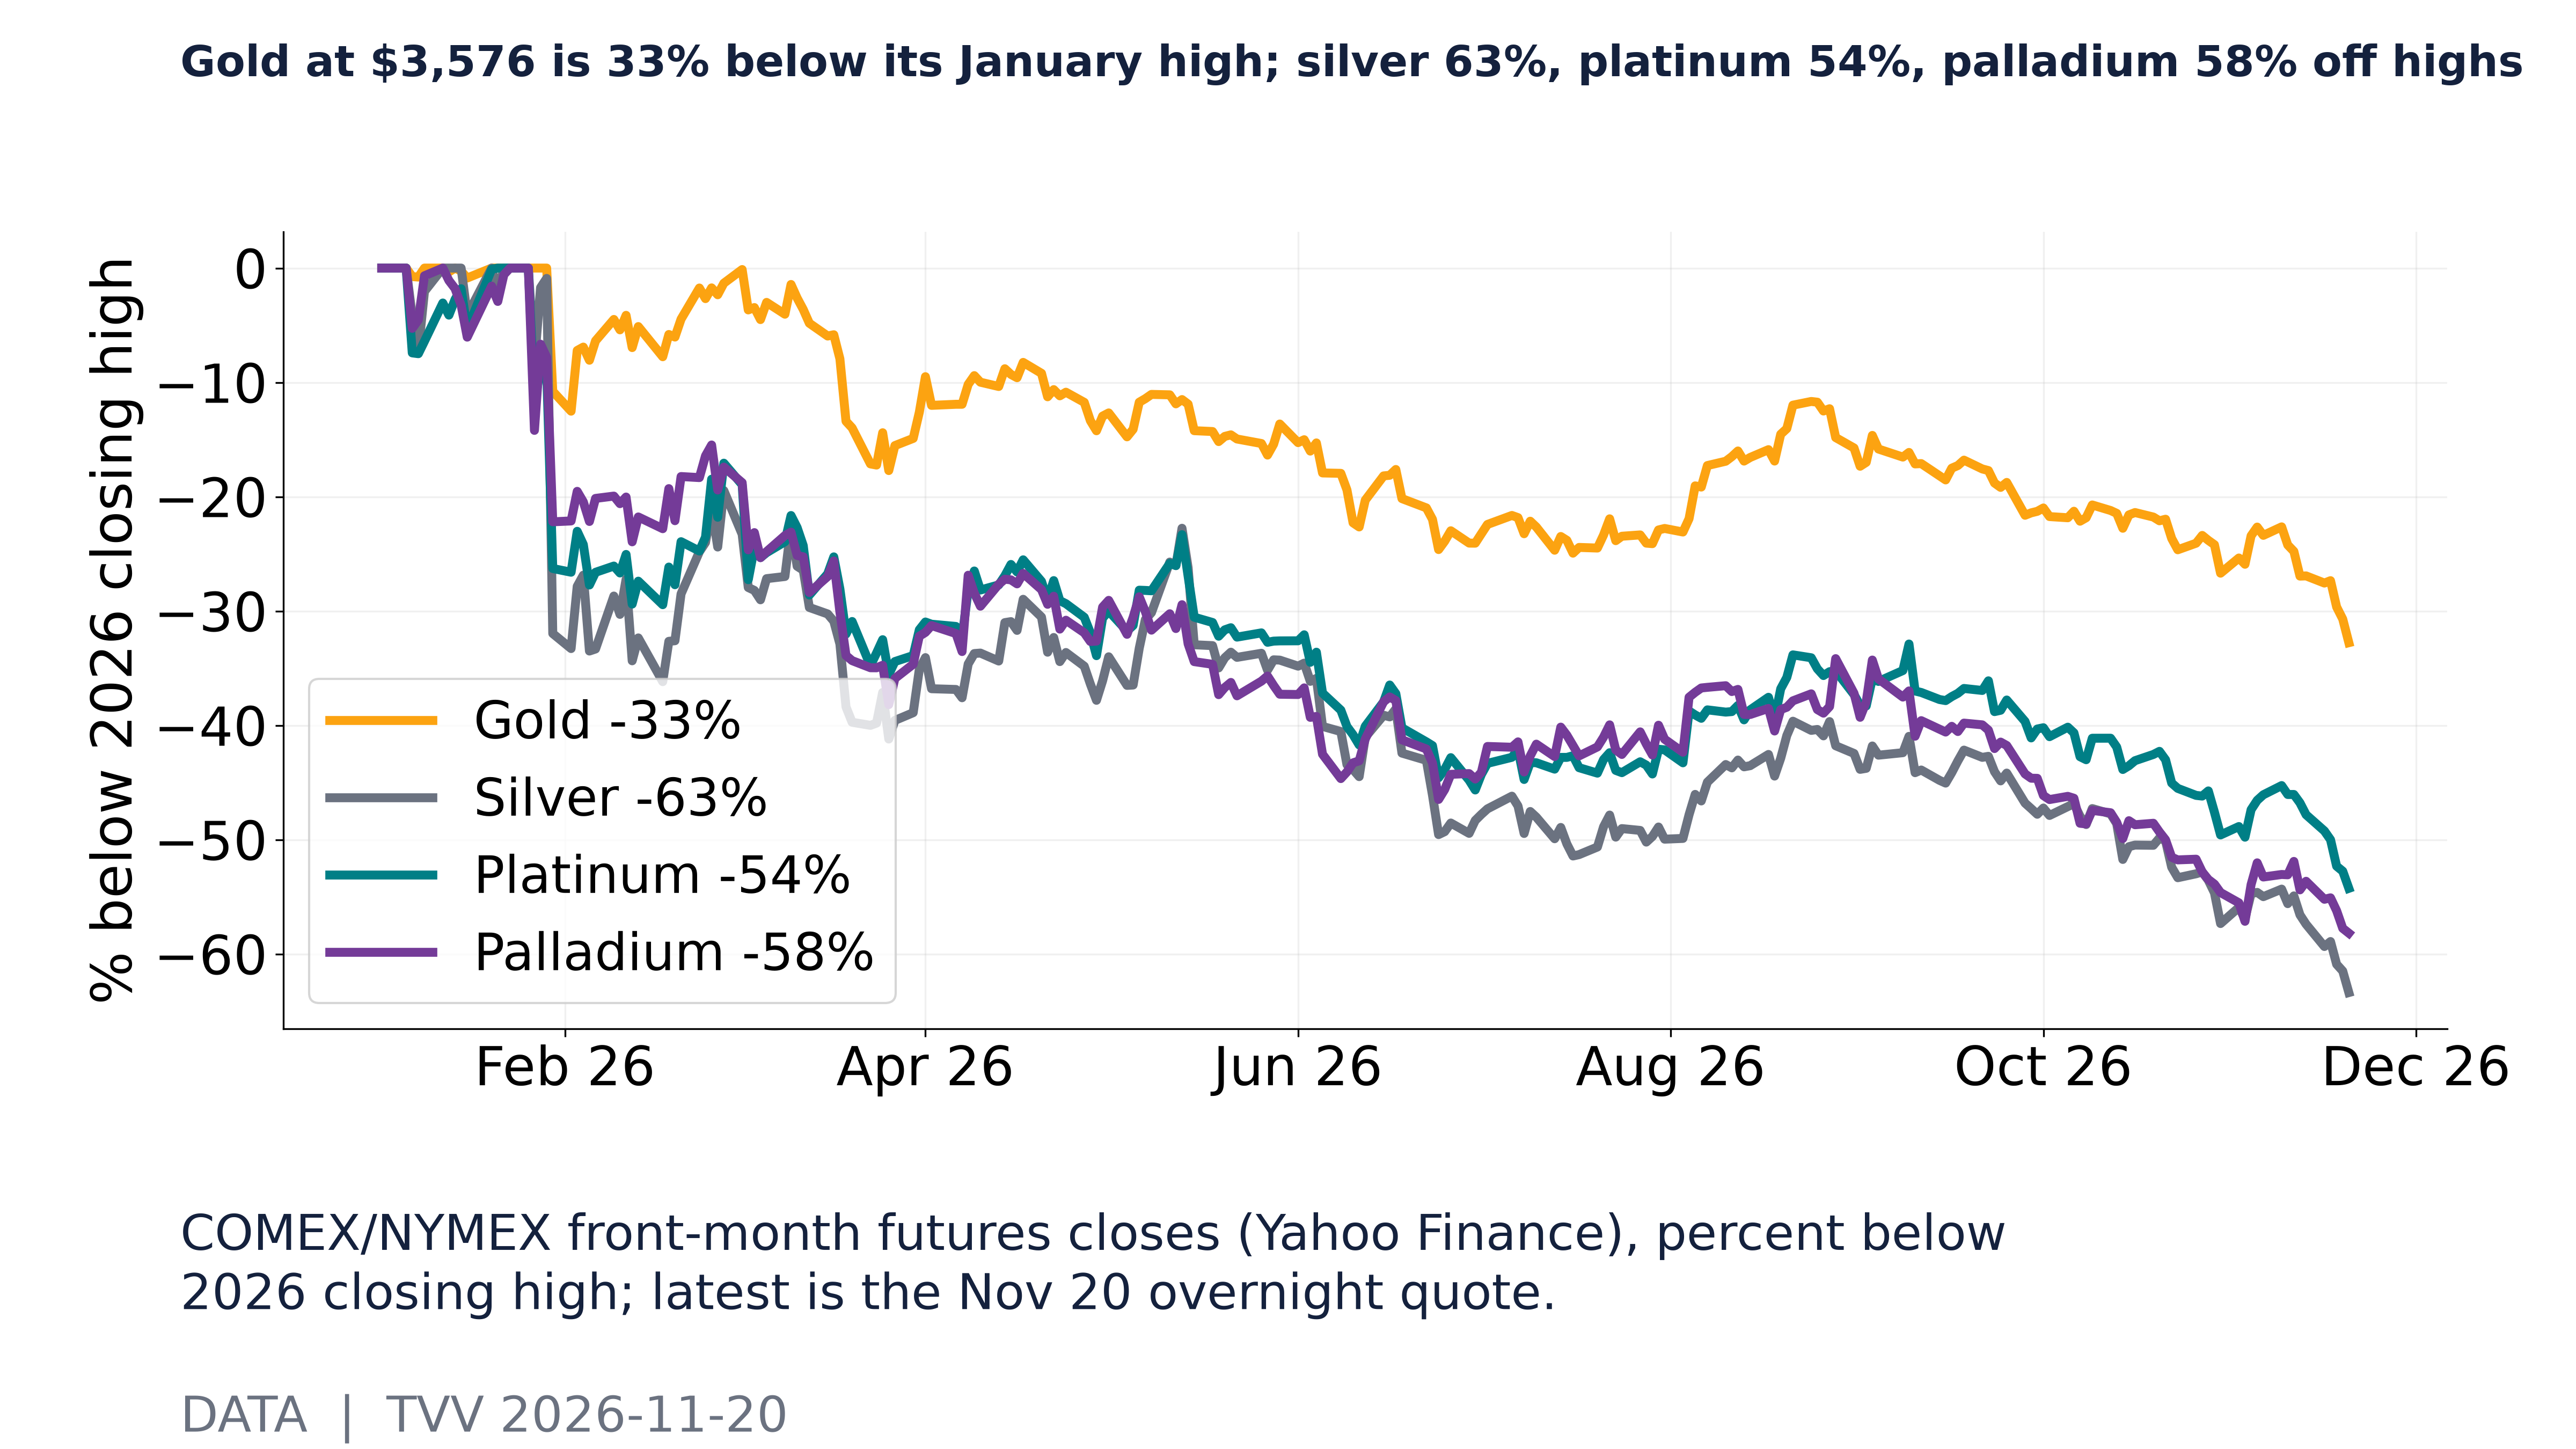 Gold at $3,576 is 33% below its January high; silver 63%, platinum 54%, palladium 58% off highs
% below 2026 closing high
0
−10
−20
−30
−40
−50
−60
Gold -33%
Silver -63%
Platinum -54%
Palladium -58%
Feb 26
Apr 26
Jun 26
Aug 26
Oct 26
Dec 26
COMEX/NYMEX front-month futures closes (Yahoo Finance), percent below
2026 closing high; latest is the Nov 20 overnight quote.
DATA | TVV 2026-11-20